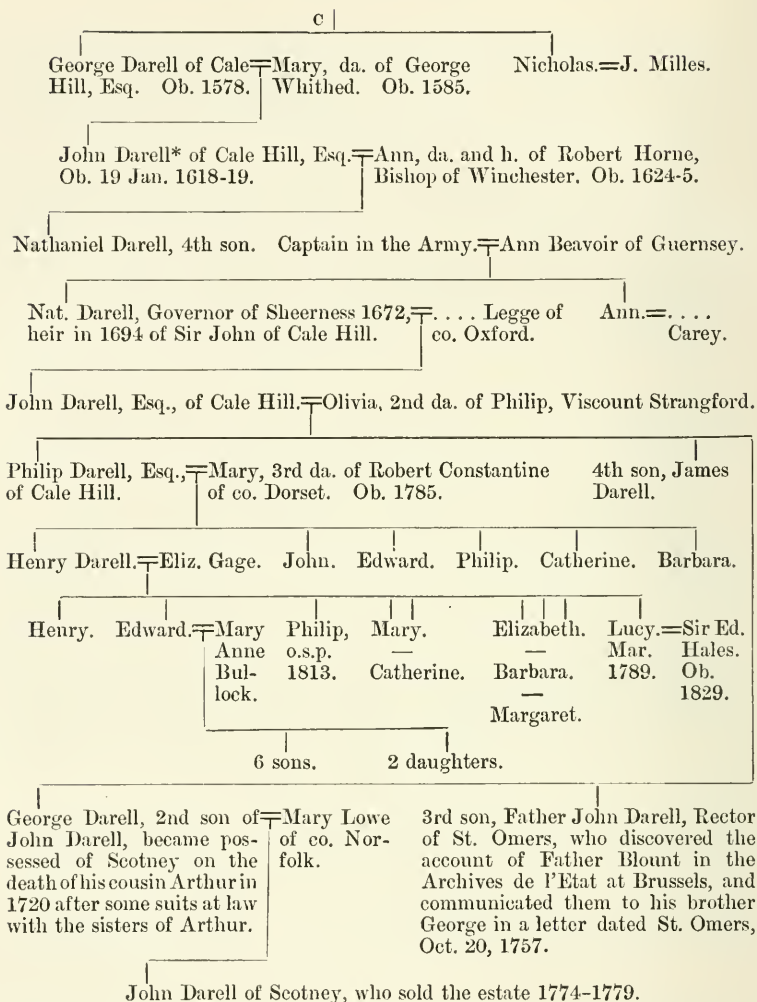 C
George Darell of Cale=Mary, da. of George Nicholas.=J. Milles.
Hill, Esq. Ob. 1578. Whithed. Ob. 1585.
John Darell* of Cale Hill, Esq.=Ann, da. and h. of Robert Horne,
Ob. 19 Jan. 1618-19. Bishop of Winchester. Ob. 1624-5.
Nathaniel Darell, 4th son. Captain in the Army.=Ann Beavoir of Guernsey.
Nat. Darell, Governor of Sheerness 1672,=. . . . Legge of Ann.=. . . .
heir in 1694 of Sir John of Cale Hill. co. Oxford. Carey.
John Darell, Esq., of Cale Hill.=Olivia, 2nd da. of Philip, Viscount Strangford.
Philip Darell, Esq.,=Mary, 3rd da. of Robert Constantine 4th son, James
of Cale Hill. of co. Dorset. Ob. 1785. Darell.
Henry Darell.=Eliz. Gage. John. Edward. Philip. Catherine. Barbara.
Henry. Edward.=Mary Philip, Mary. Elizabeth. Lucy.=Sir Ed.
Anne o.s.p. — — Mar. Hales.
Bul- 1813. Catherine. Barbara. 1789. Ob.
lock. — 1829.
Margaret.
6 sons. 2 daughters.
George Darell, 2nd son of=Mary Lowe 3rd son, Father John Darell, Rector
John Darell, became pos- of co. Nor- of St. Omers, who discovered the
sessed of Scotney on the folk. account of Father Blount in the
death of his cousin Arthur in Archives de l'Etat at Brussels, and
1720 after some suits at law communicated them to his brother
with the sisters of Arthur. George in a letter dated St. Omers,
Oct. 20, 1757.
John Darell of Scotney, who sold the estate 1774-1779.